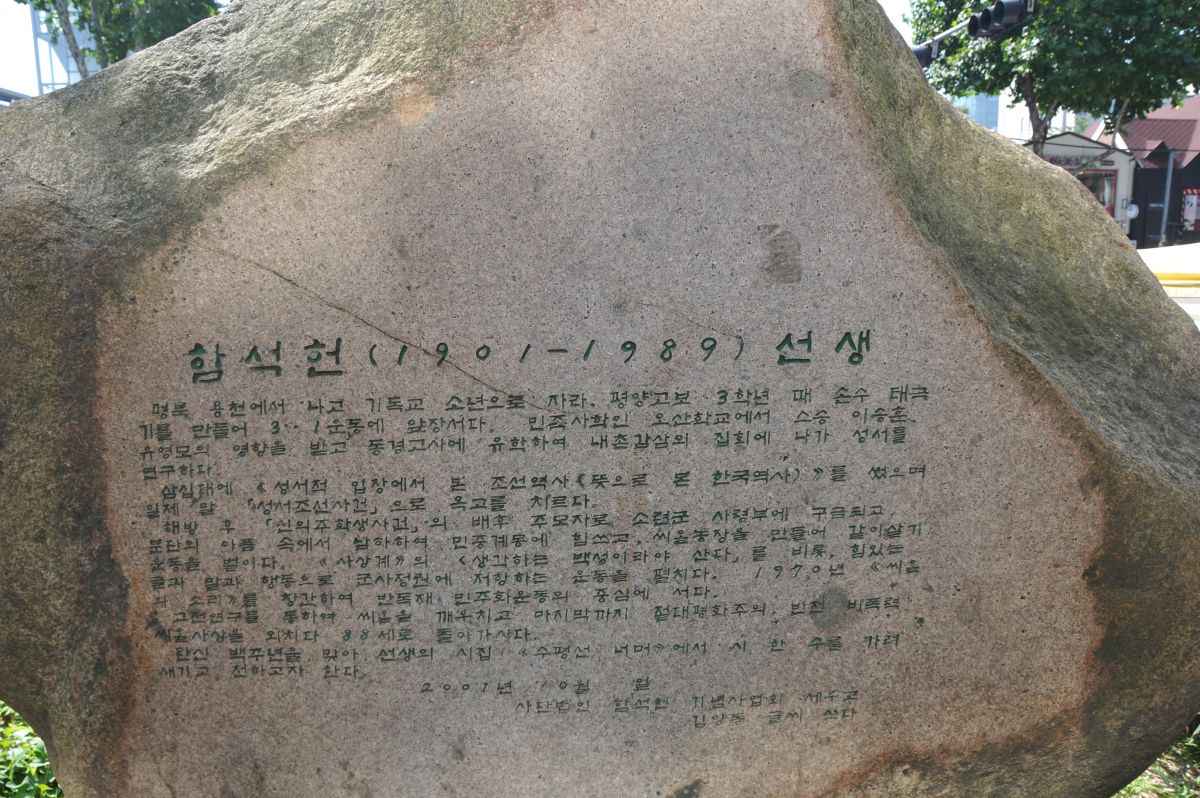 함석헌 (1901-1989) 선생
평북 용천에서 나고 기독교 소년으로 자라, 평양고보 3학년 때 손수 태극
기를 만들어 3·1운동에 앞장서다. 민족사학인 오산학교에서 스승 이승훈,
유영모의 영향을 받고 동경고사에 유학하여 내촌감삼의 집회에 나가 성서를
연구하다.
삼십대에 《성서적 입장에서 본 조선역사《뜻으로 본 한국역사)》를 썼으며
일제 말 「성서조선사건」으로 옥고를 치르다.
해방 후 「신의주학생사건」의 배후 주모자로 소련군 사령부에 구금되고,
분단의 아픔 속에서 남하하여 민중계몽에 힘쓰고, 씨알농장을 만들어 같이살기
운동을 벌이다. 《사상계》의 〈생각하는 백성이라야 산다」를 비롯, 힘있는
글과 말과 행동으로 군사정권에 저항하는 운동을 펼치다. 1970년 《씨알
의 소리》를 창간하여 반독재 민주화운동의 중심에 서다.
고전연구를 통하여 씨알을 깨우치고 마지막까지 절대평화주의, 반전 비폭력,
씨알사상을 외치다 88세로 돌아가시다.
탄신 백주년을 맞아 선생의 시집 《수평선 너머》에서 시 한 수를 가려
새기고 전하고자 한다.
2001년 10월 일
사단법인 함석헌 기념사업회 세우고
김양동 글씨 쓰다